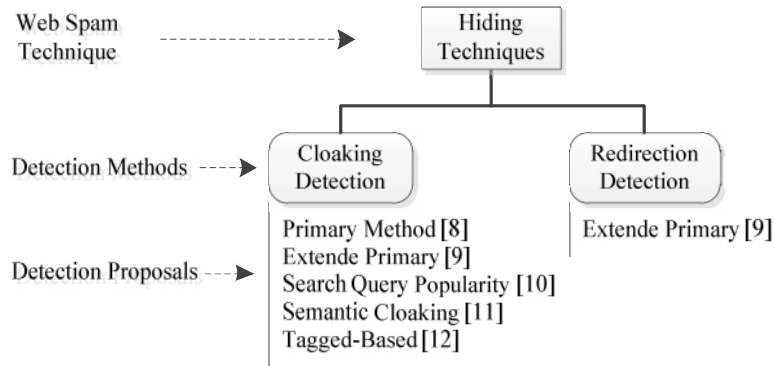 Web Spam
Technique
Hiding
Techniques
Detection Methods
Cloaking
Detection
Redirection
Detection
Detection Proposals
Primary Method [8]
Extende Primary [9]
Search Query Popularity [10]
Semantic Cloaking [11]
Tagged-Based [12]
Extende Primary [9]